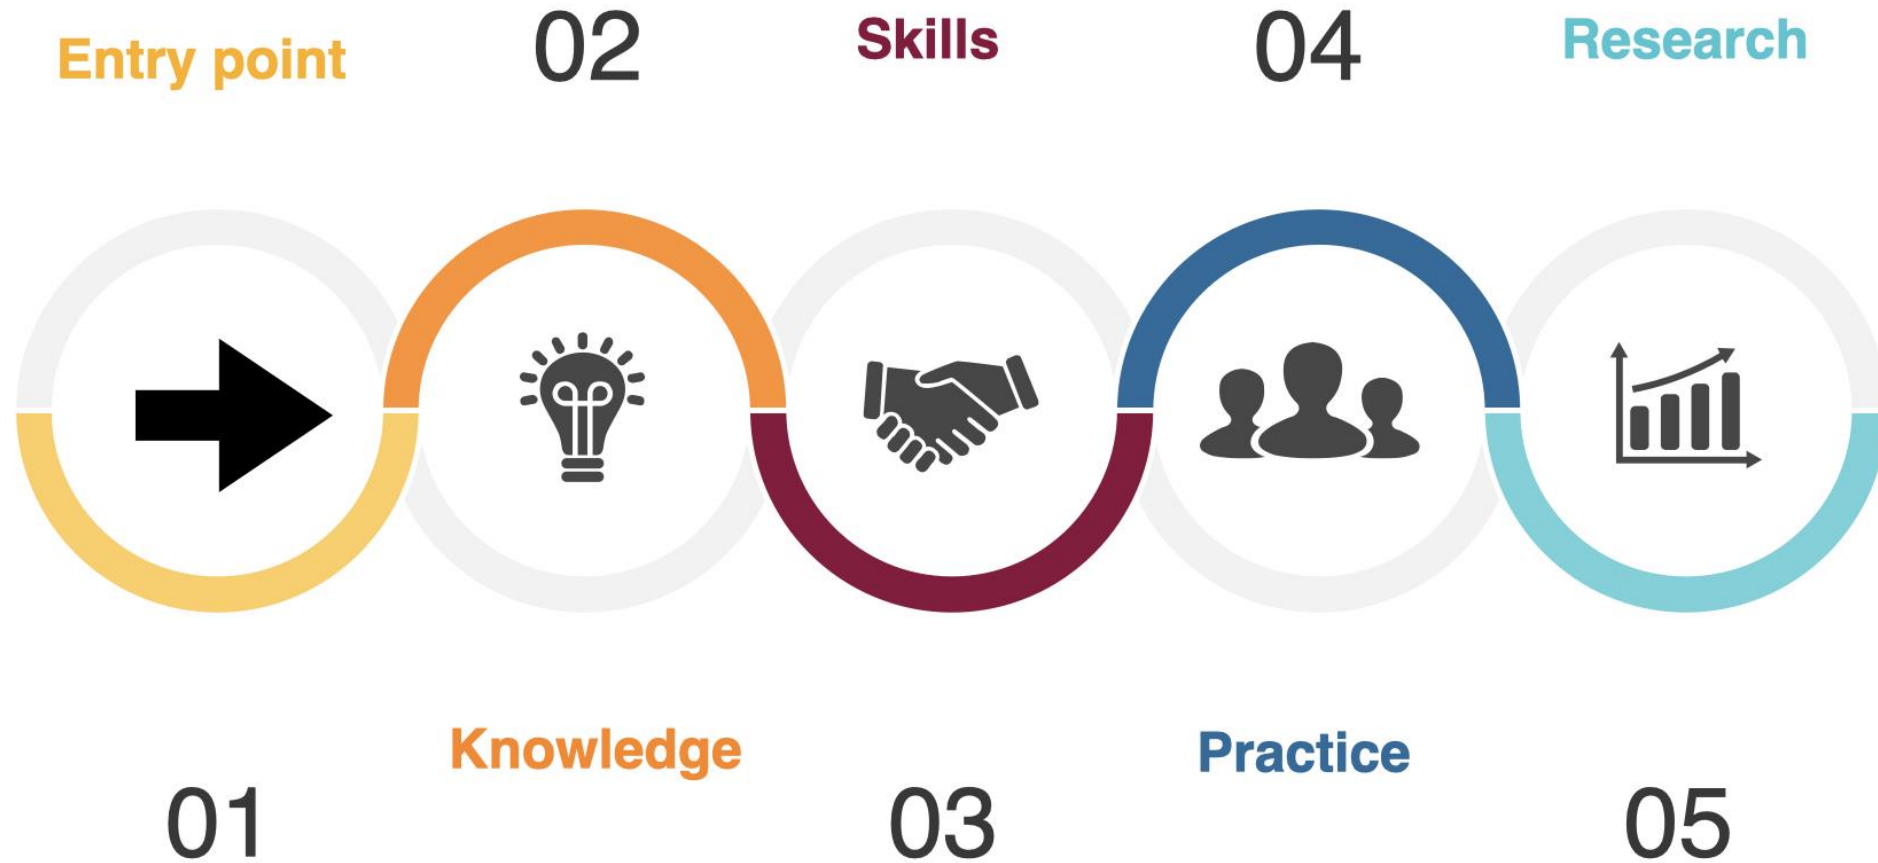 Entry point
02
Skills
04
Research
01
Knowledge
03
Practice
05